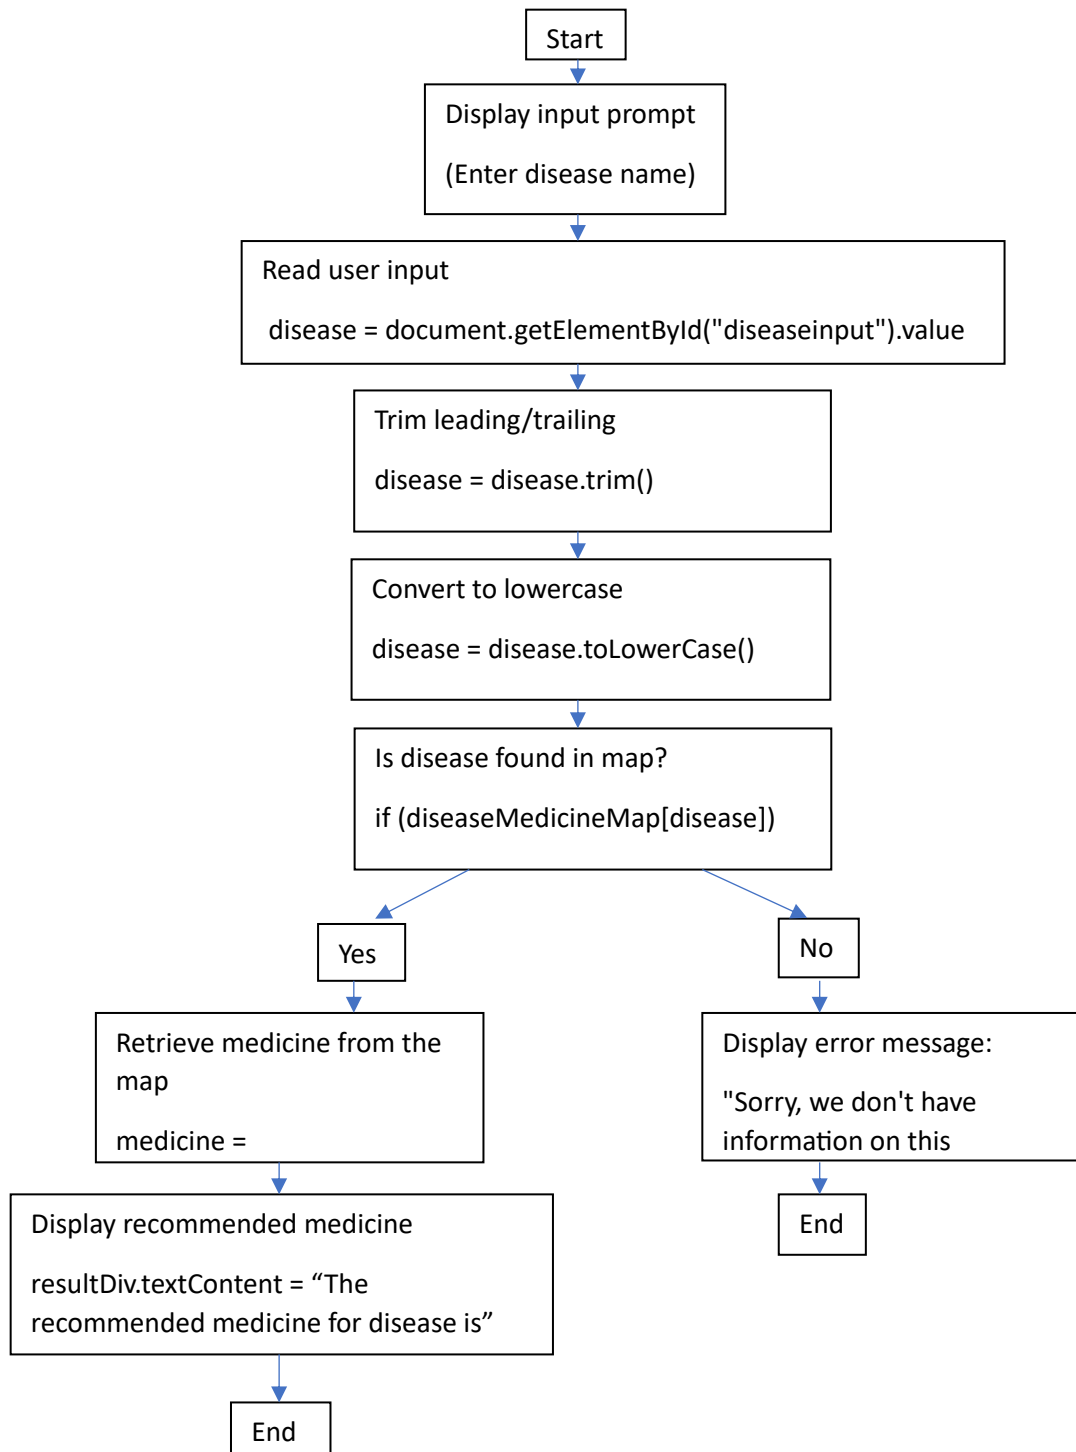 Start
Display input prompt
(Enter disease name)
Read user input
disease = document.getElementById("diseaseinput").value
Trim leading/trailing
disease = disease.trim()
Convert to lowercase
disease = disease.toLowerCase()
Is disease found in map?
if (diseaseMedicineMap[disease])
Yes
No
Retrieve medicine from the
map
medicine =
Display error message:
"Sorry, we don't have
information on this
Display recommended medicine
resultDiv.textContent = “The
recommended medicine for disease is”
End
End